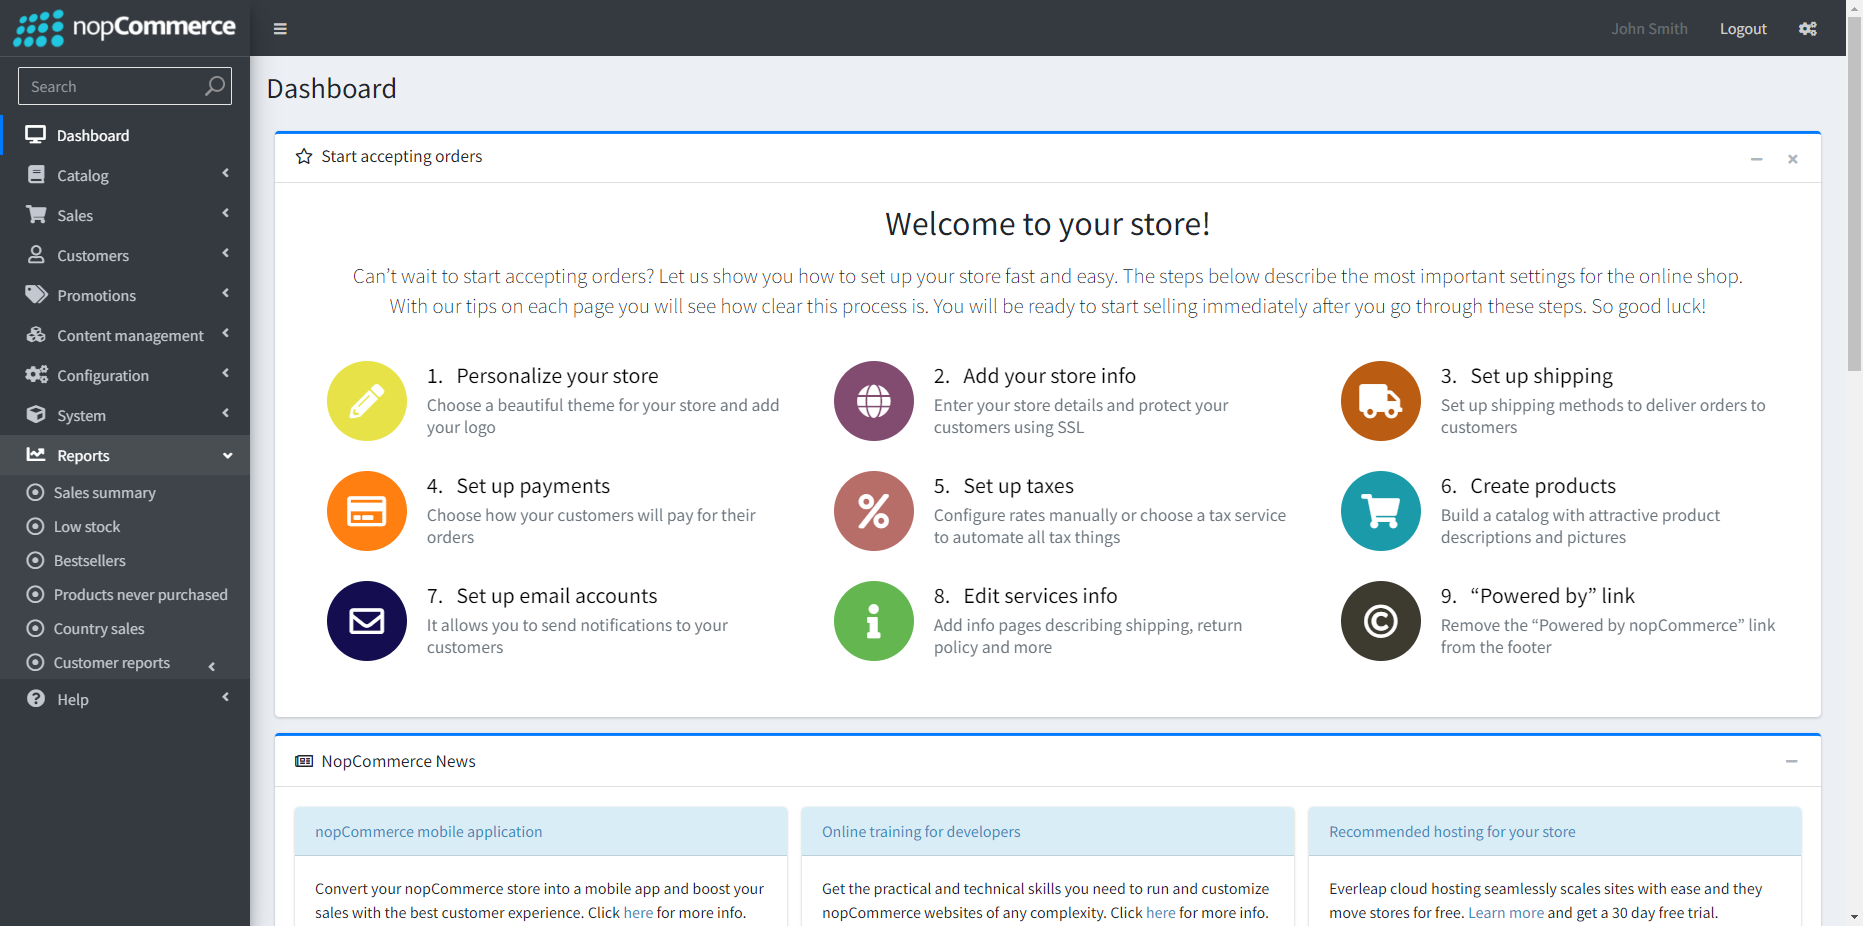 nopCommerce
John Smith
Logout
Search
Dashboard
Catalog
Sales
Customers
Promotions
Content management
Configuration
System
Reports
Sales summary
Low stock
Bestsellers
Products never purchased
Country sales
Customer reports
Help
Dashboard
Start accepting orders
Welcome to your store!
Can’t wait to start accepting orders? Let us show you how to set up your store fast and easy. The steps below describe the most important settings for the online shop.
With our tips on each page you will see how clear this process is. You will be ready to start selling immediately after you go through these steps. So good luck!
1. Personalize your store
Choose a beautiful theme for your store and add
your logo
2. Add your store info
Enter your store details and protect your
customers using SSL
3. Set up shipping
Set up shipping methods to deliver orders to
customers
4. Set up payments
Choose how your customers will pay for their
orders
5. Set up taxes
Configure rates manually or choose a tax service
to automate all tax things
6. Create products
Build a catalog with attractive product
descriptions and pictures
7. Set up email accounts
It allows you to send notifications to your
customers
8. Edit services info
Add info pages describing shipping, return
policy and more
9. “Powered by” link
Remove the “Powered by nopCommerce” link
from the footer
NopCommerce News
nopCommerce mobile application
Convert your nopCommerce store into a mobile app and boost your
sales with the best customer experience. Click here for more info.
Online training for developers
Get the practical and technical skills you need to run and customize
nopCommerce websites of any complexity. Click here for more info.
Recommended hosting for your store
Everleap cloud hosting seamlessly scales sites with ease and they
move stores for free. Learn more and get a 30 day free trial.